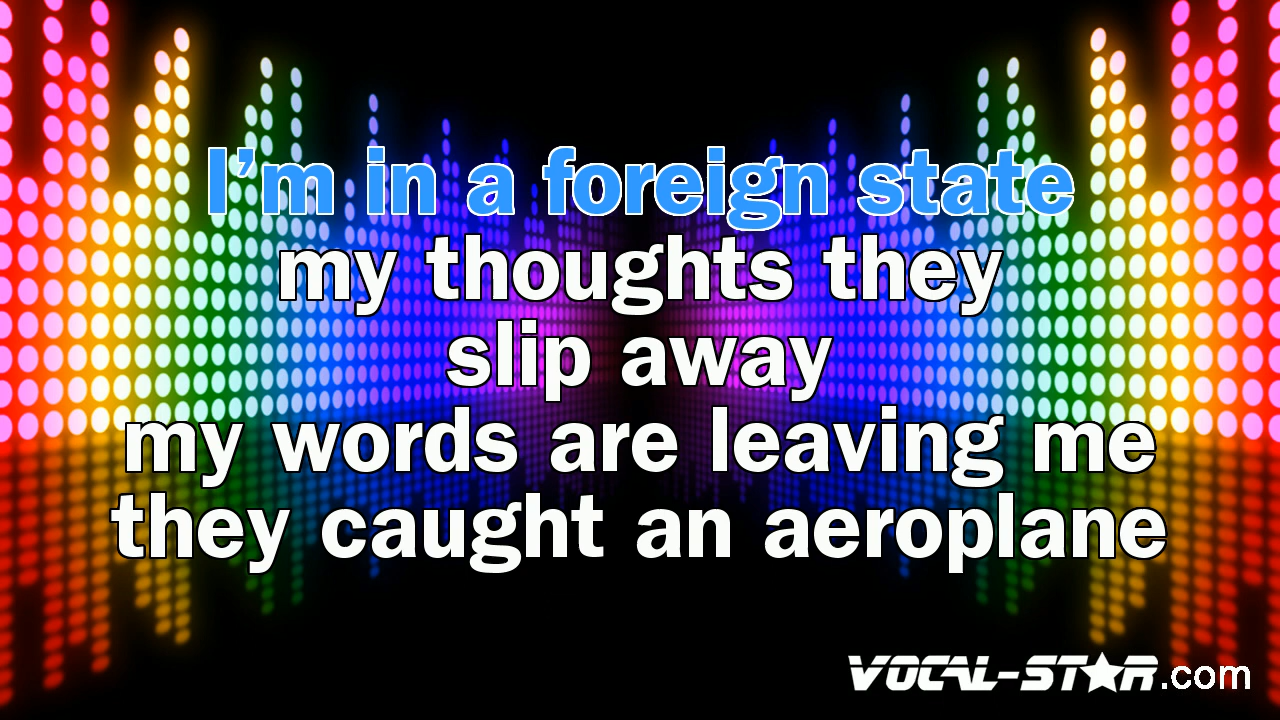 I'm in a foreign state
my thoughts they
slip away
my words are leaving me
they caught an aeroplane
VOCAL-STAR.com